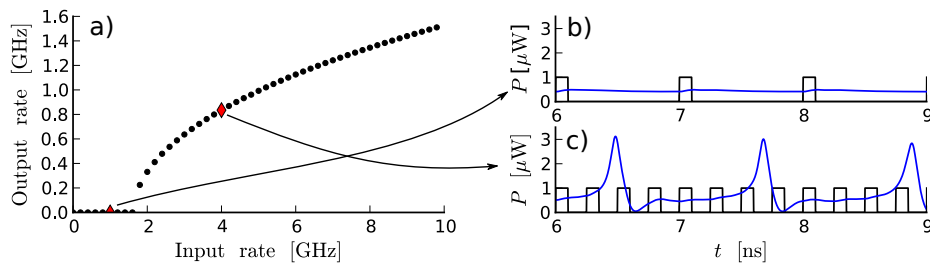 a)
Output rate [GHz]
1.6
1.4
1.2
1.0
0.8
0.6
0.4
0.2
0.0
0 2 4 6 8 10
Input rate [GHz]
b)
P [μW]
3
2
1
0
6 7 8 9
c)
P [μW]
3
2
1
0
6 7 8 9
t [ns]